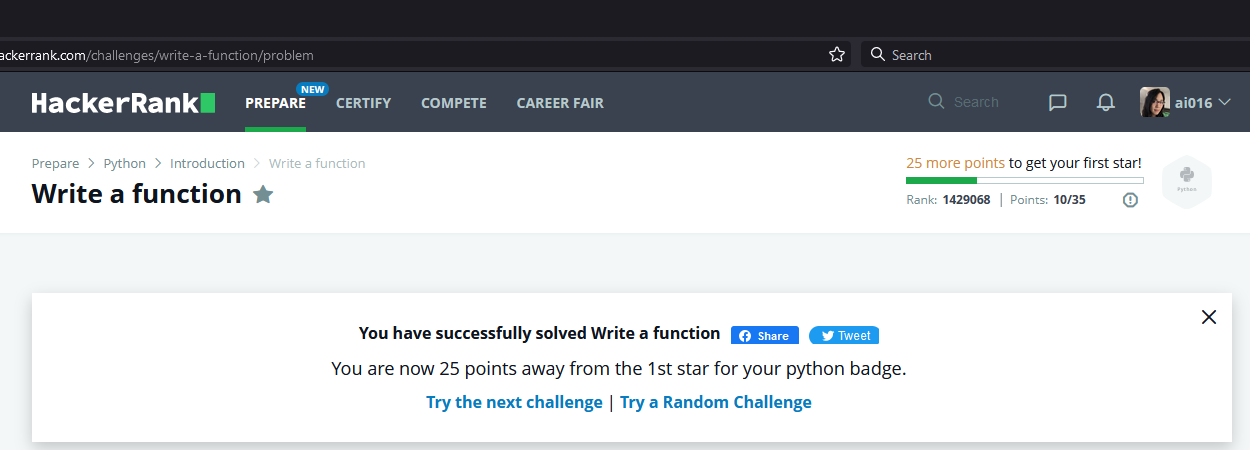 ackerrank.com/challenges/write-a-function/problem
Search
HackerRank
PREPARE
NEW
CERTIFY
COMPETE
CAREER FAIR
Search
ai016
Prepare > Python > Introduction > Write a function
Write a function
25 more points to get your first star!
Rank: 1429068 | Points: 10/35
Python
You have successfully solved Write a function
Share
Tweet
You are now 25 points away from the 1st star for your python badge.
Try the next challenge | Try a Random Challenge